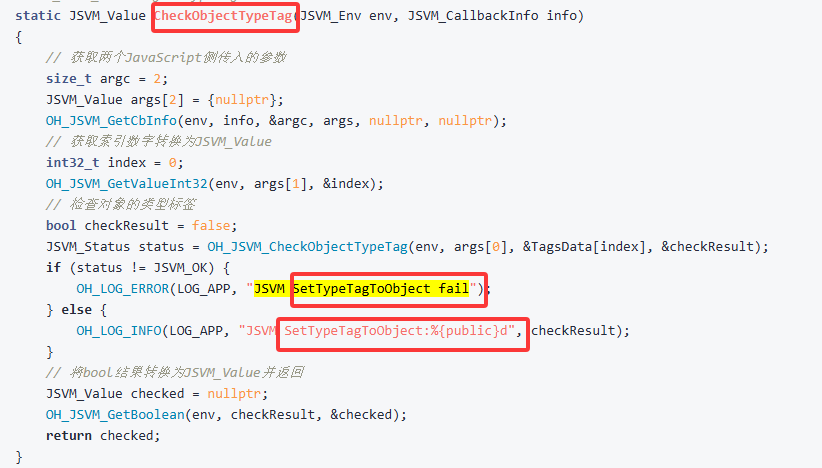 static JSVM_Value CheckObjectTypeTag(JSVM_Env env, JSVM_CallbackInfo info)
{
    // 获取两个JavaScript侧传入的参数
    size_t argc = 2;
    JSVM_Value args[2] = {nullptr};
    OH_JSVM_GetCbInfo(env, info, &argc, args, nullptr, nullptr);
    // 获取索引数字转换为JSVM_Value
    int32_t index = 0;
    OH_JSVM_GetValueInt32(env, args[1], &index);
    // 检查对象的类型标签
    bool checkResult = false;
    JSVM_Status status = OH_JSVM_CheckObjectTypeTag(env, args[0], &TagsData[index], &checkResult);
    if (status != JSVM_OK) {
        OH_LOG_ERROR(LOG_APP, "JSVM SetTypeTagToObject fail");
    } else {
        OH_LOG_INFO(LOG_APP, "JSVM SetTypeTagToObject:%{public}d", checkResult);
    }
    // 将bool结果转换为JSVM_Value并返回
    JSVM_Value checked = nullptr;
    OH_JSVM_GetBoolean(env, checkResult, &checked);
    return checked;
}